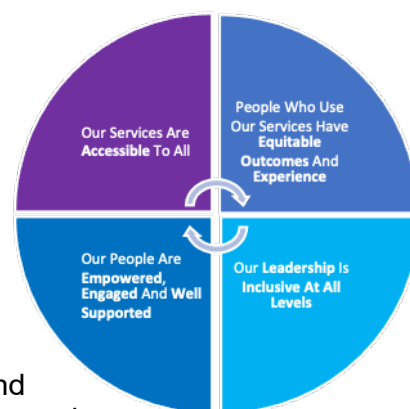 Our Services Are
Accessible To All
People Who Use
Our Services Have
Equitable
Outcomes And
Experience
Our People Are
Empowered,
Engaged And Well
Supported
Our Leadership Is
Inclusive At All
Levels
nd